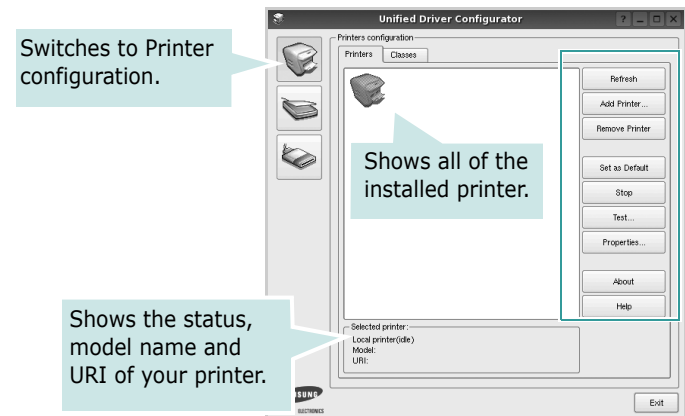 Unified Driver Configurator
Switches to Printer
configuration.
Printers configuration
Printers
Classes
Refresh
Add Printer...
Remove Printer
Shows all of the
installed printer.
Set as Default
Stop
Test...
Properties...
About
Help
Shows the status,
model name and
URI of your printer.
Selected printer:
Local printer(idle)
Model:
URI:
ELECTRONICS
Exit